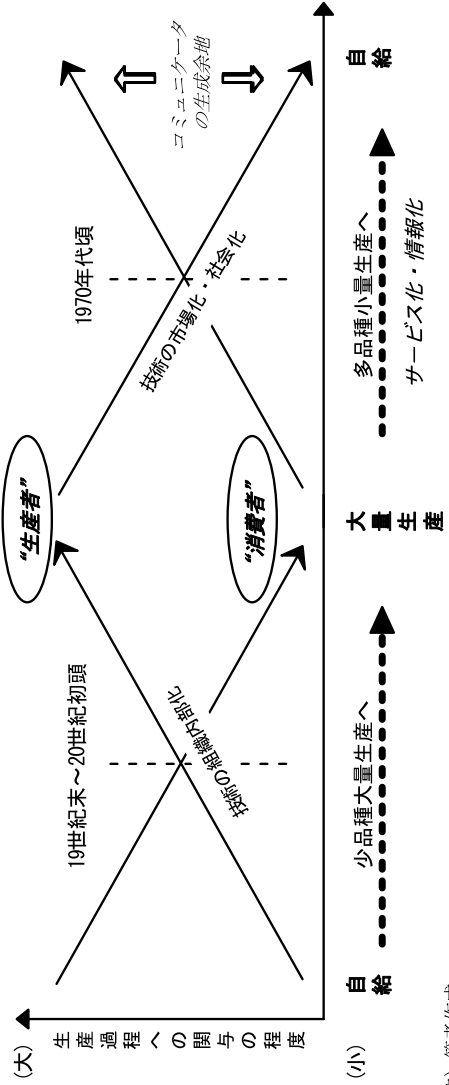 (大)
生産過程への関与の程度
(小)
19世紀末～20世紀初頭
技術の組織内部化
“生産者”
“消費者”
1970年代頃
技術の市場化・社会化
コミュニケータ
の生成余地
自給
少品種大量生産へ
大量生産
多品種小量生産へ
サービス化・情報化
自給